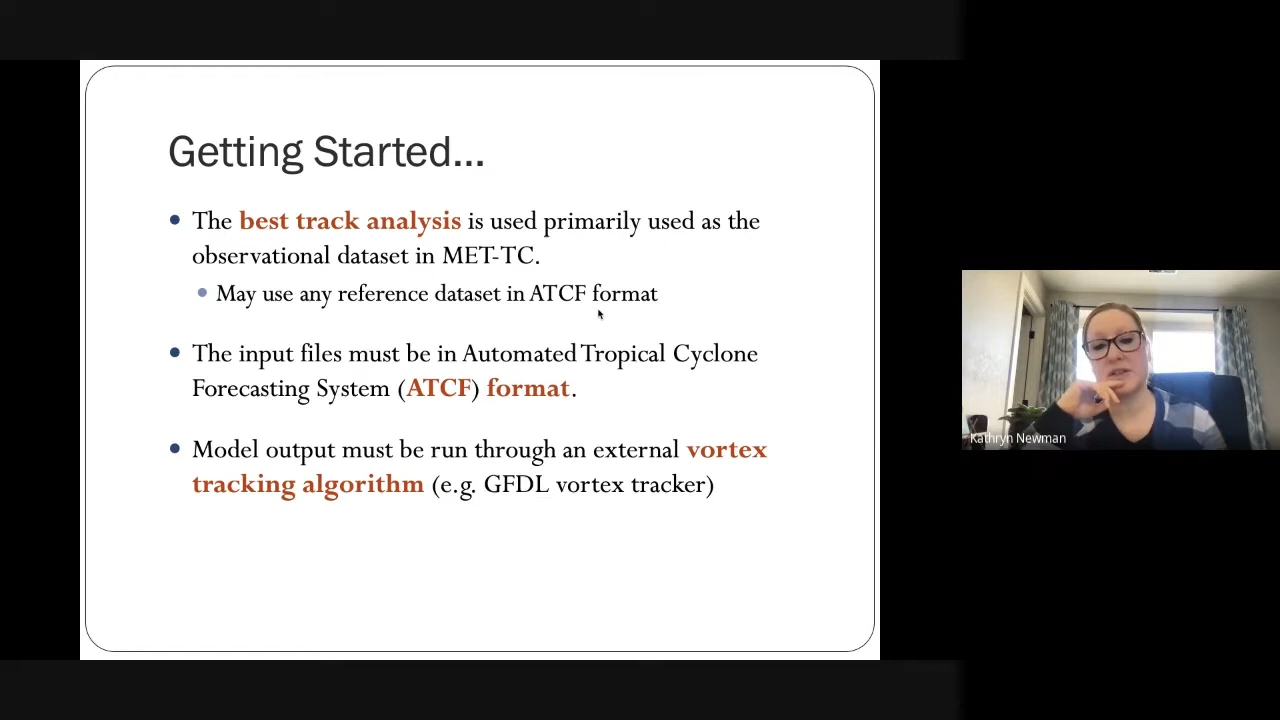 Getting Started...
The best track analysis is used primarily used as the
observational dataset in MET-TC.
May use any reference dataset in ATCF format
The input files must be in Automated Tropical Cyclone
Forecasting System (ATCF) format.
Model output must be run through an external vortex
tracking algorithm (e.g. GFDL vortex tracker)
Kathryn Newman